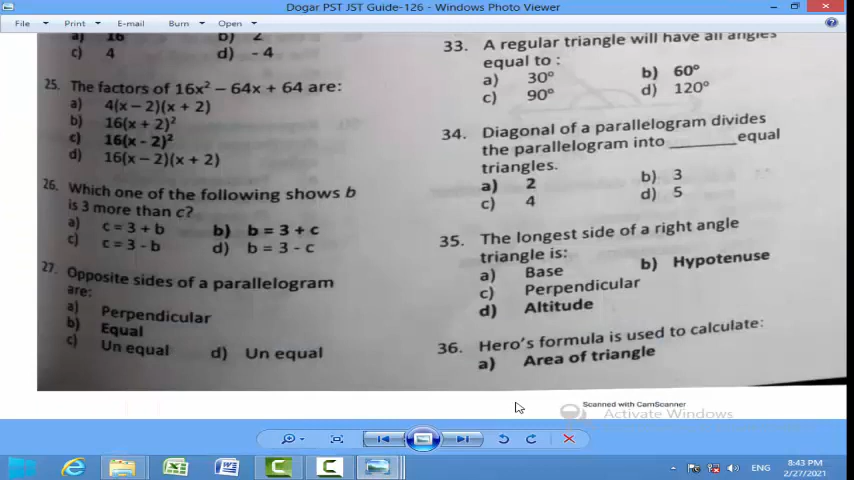 Dogar PST JST Guide-126 - Windows Photo Viewer
File Print E-mail Burn Open
a) 16 b) 2
c) 4 d) - 4
25. The factors of 16x² – 64x + 64 are:
a) 4(x – 2)(x + 2)
b) 16(x + 2)²
c) 16(x - 2)²
d) 16(x – 2)(x + 2)
26. Which one of the following shows b
is 3 more than c?
a) c = 3 + b b) b = 3 + c
c) c = 3 - b d) b = 3 - c
27. Opposite sides of a parallelogram
are:
a) Perpendicular
b) Equal
c) Un equal d) Un equal
33. A regular triangle will have all angles
equal to :
a) 30° b) 60°
c) 90° d) 120°
34. Diagonal of a parallelogram divides
the parallelogram into ________equal
triangles.
a) 2 b) 3
c) 4 d) 5
35. The longest side of a right angle
triangle is:
a) Base b) Hypotenuse
c) Perpendicular
d) Altitude
36. Hero's formula is used to calculate:
a) Area of triangle
Scanned with CamScanner
Activate Windows
ENG
8:43 PM
2/27/2021